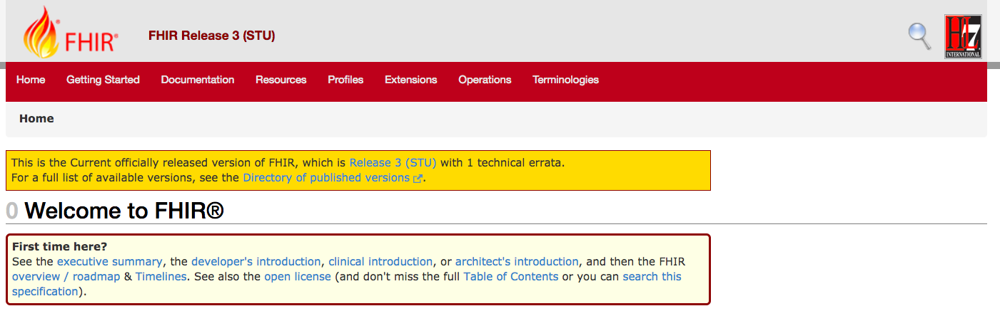 FHIR®
FHIR Release 3 (STU)
HL7
INTERNATIONAL
Home Getting Started Documentation Resources Profiles Extensions Operations Terminologies
Home
This is the Current officially released version of FHIR, which is Release 3 (STU) with 1 technical errata.
For a full list of available versions, see the Directory of published versions.
0 Welcome to FHIR®
First time here?
See the executive summary, the developer's introduction, clinical introduction, or architect's introduction, and then the FHIR
overview / roadmap & Timelines. See also the open license (and don't miss the full Table of Contents or you can search this
specification).